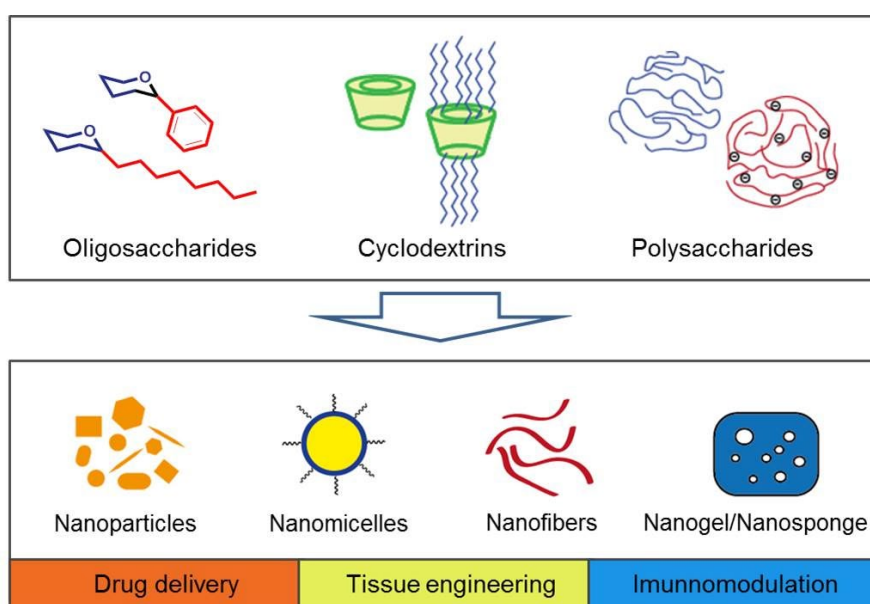 O
O
Oligosaccharides
Cyclodextrins
Polysaccharides
Nanoparticles
Nanomicelles
Nanofibers
Nanogel/Nanosponge
Drug delivery
Tissue engineering
Imunnomodulation